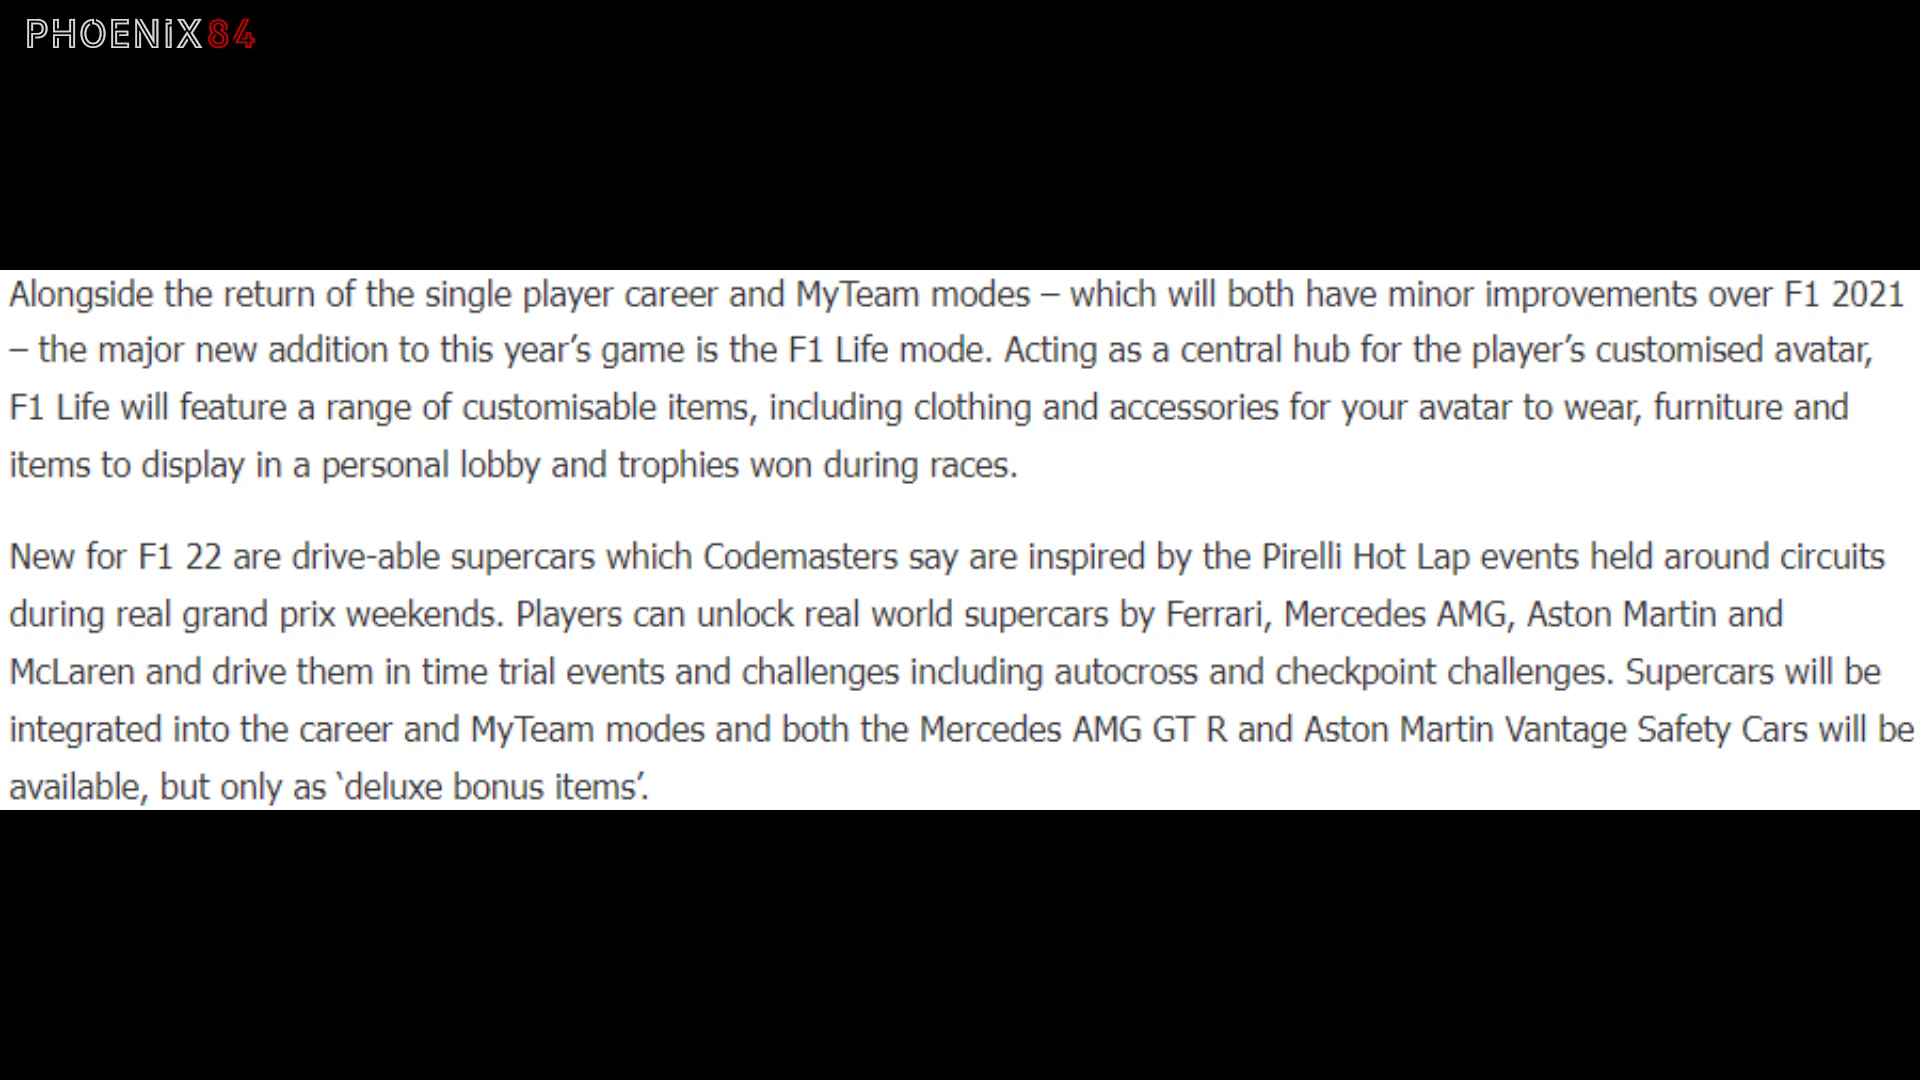 PHOENiX84
Alongside the return of the single player career and MyTeam modes – which will both have minor improvements over F1 2021
– the major new addition to this year’s game is the F1 Life mode. Acting as a central hub for the player’s customised avatar,
F1 Life will feature a range of customisable items, including clothing and accessories for your avatar to wear, furniture and
items to display in a personal lobby and trophies won during races.
New for F1 22 are drive-able supercars which Codemasters say are inspired by the Pirelli Hot Lap events held around circuits
during real grand prix weekends. Players can unlock real world supercars by Ferrari, Mercedes AMG, Aston Martin and
McLaren and drive them in time trial events and challenges including autocross and checkpoint challenges. Supercars will be
integrated into the career and MyTeam modes and both the Mercedes AMG GT R and Aston Martin Vantage Safety Cars will be
available, but only as ‘deluxe bonus items’.